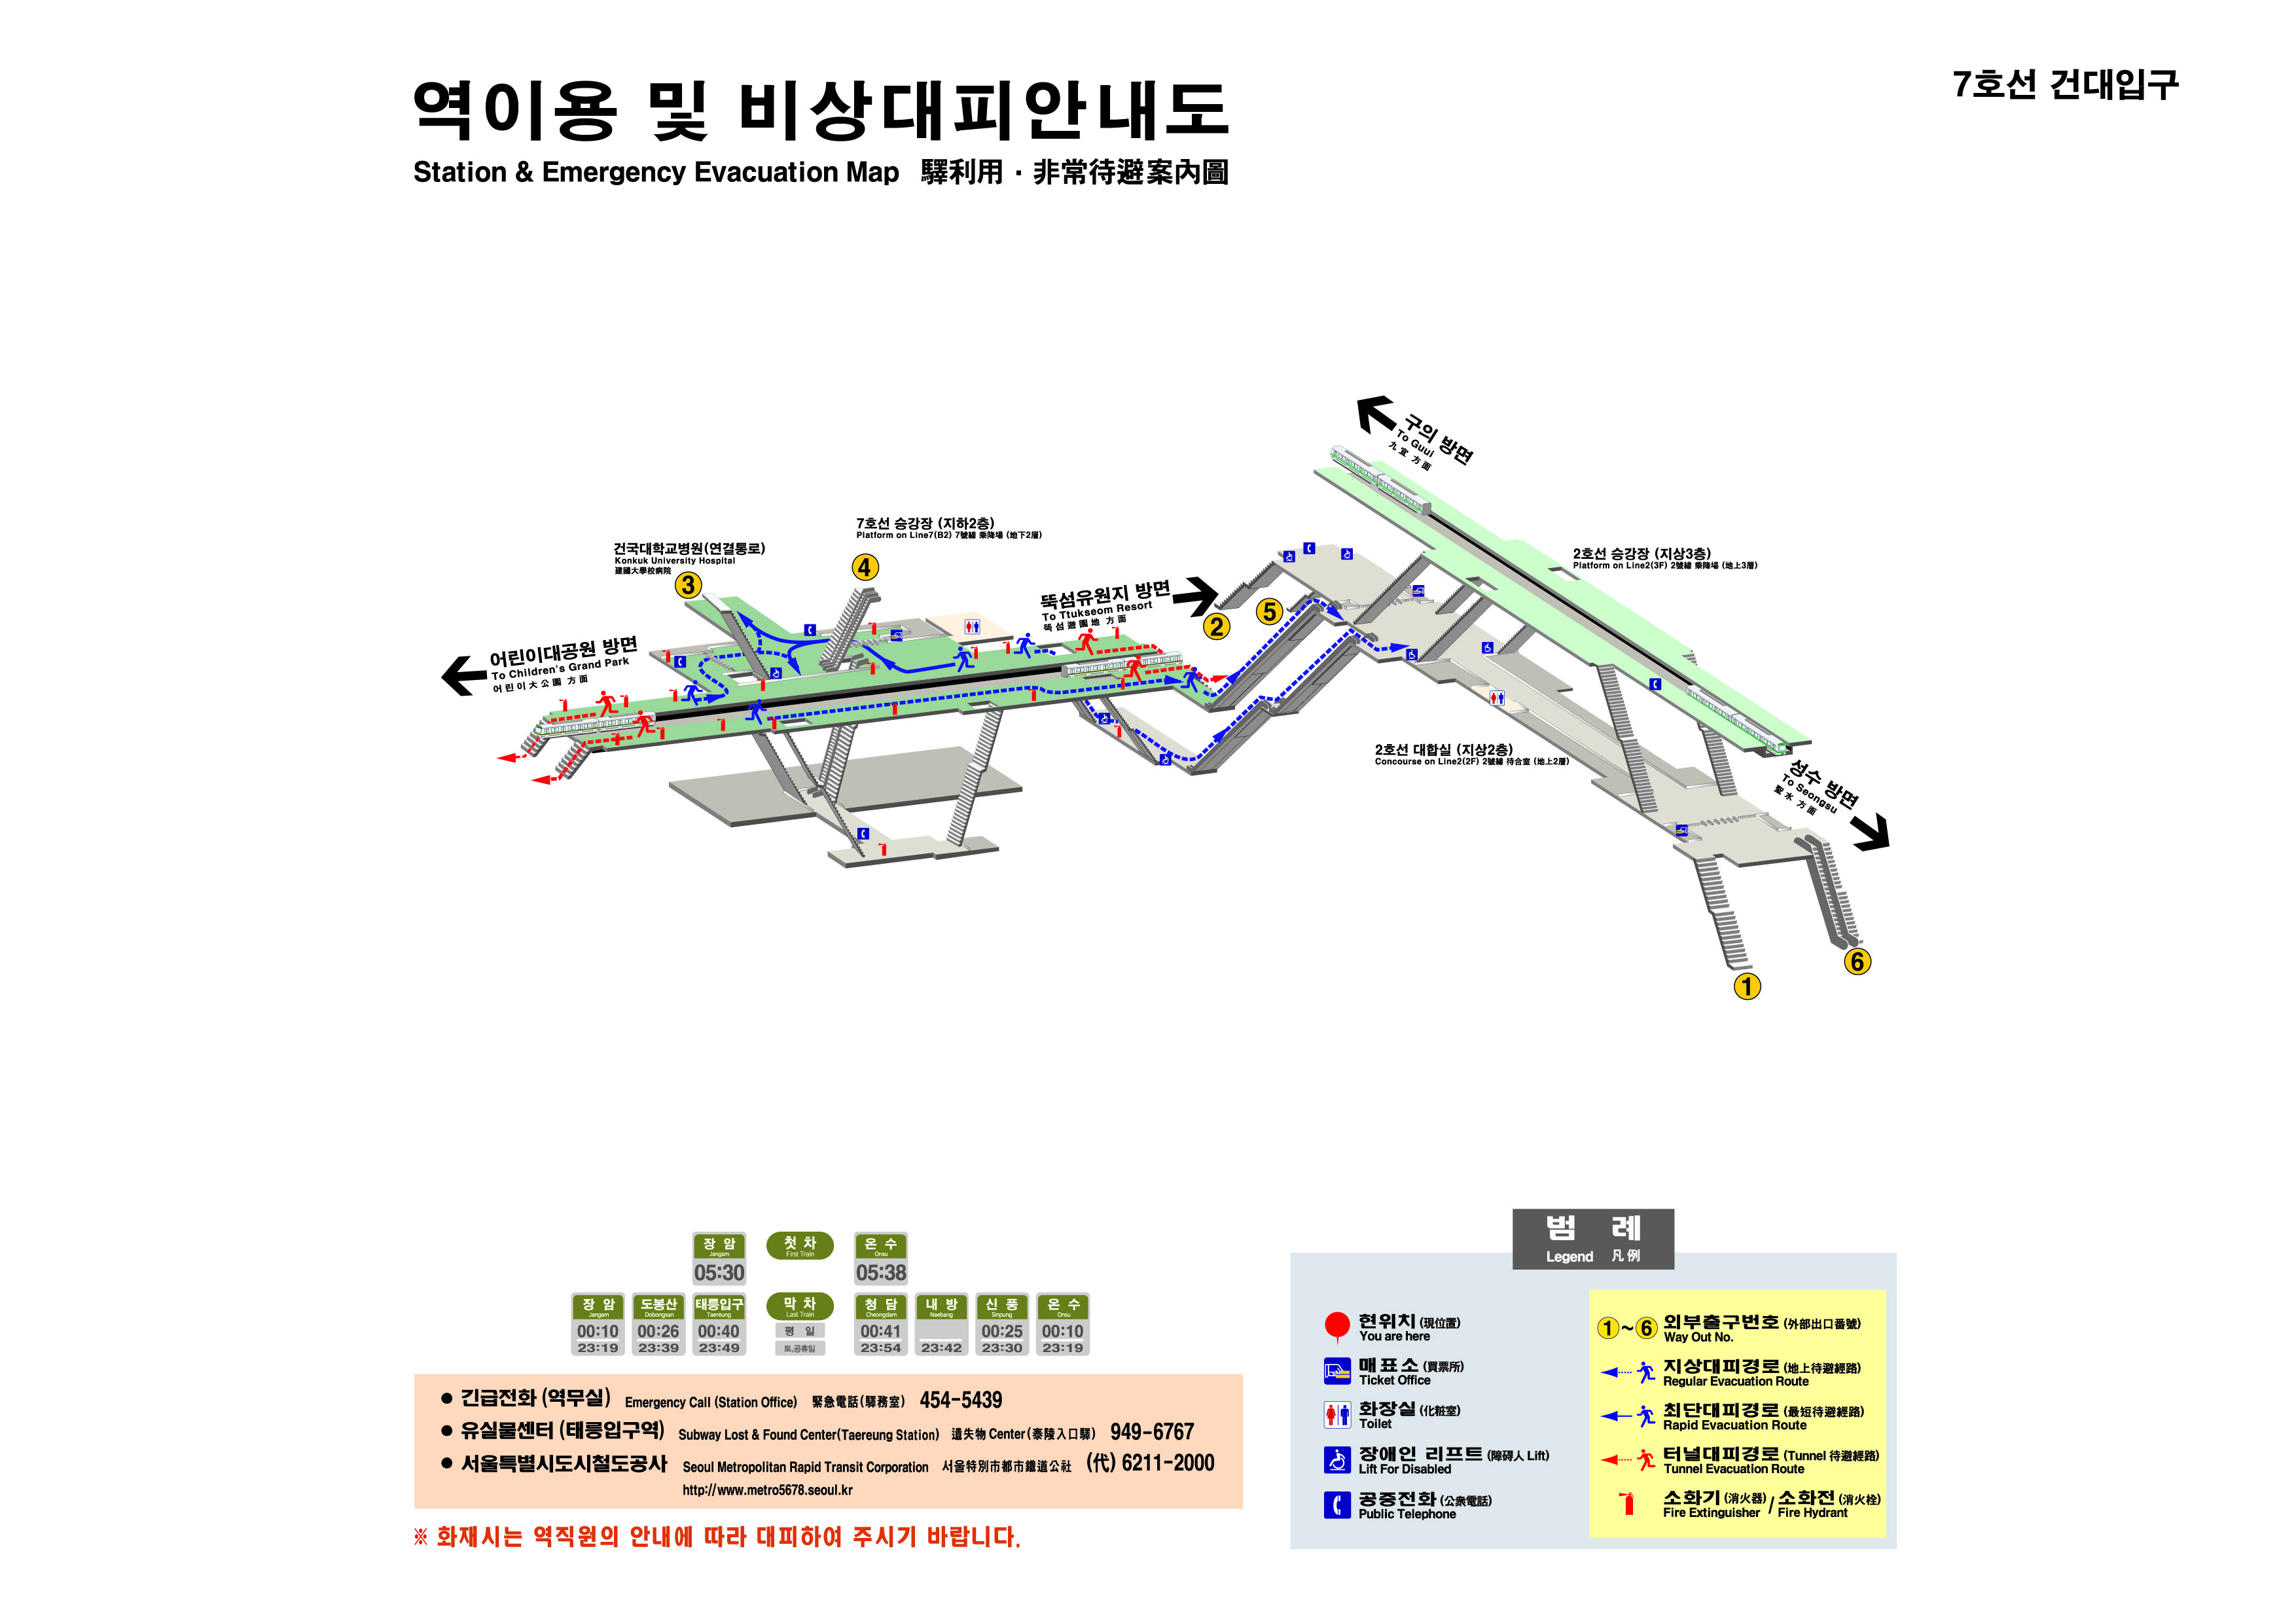 역이용 및 비상대피안내도
Station & Emergency Evacuation Map 驛利用 · 非常待避案內圖
7호선 건대입구
구의 방면
To Guui
九宜 方面
7호선 승강장 (지하2층)
Platform on Line7(B2) 7號線 乘降場 (地下2層)
건국대학교병원(연결통로)
Konkuk University Hospital
建國大學校病院
3
4
2호선 승강장 (지상3층)
Platform on Line2(3F) 2號線 乘降場 (地上3層)
뚝섬유원지 방면
To Ttukseom Resort
뚝섬遊園地 方面
2
5
어린이대공원 방면
To Children's Grand Park
어린이大公園 方面
2호선 대합실 (지상2층)
Concourse on Line2(2F) 2號線 待合室 (地上2層)
성수 방면
To Seongsu
聖水 方面
6
1
장 암
Jangam
05:30
첫 차
First Train
온 수
Onsu
05:38
장 암
Jangam
00:10
23:19
도봉산
Dobongsan
00:26
23:39
태릉입구
Taereung
00:40
23:49
막 차
Last Train
평 일
토,공휴일
청 담
Cheongdam
00:41
23:54
내 방
Naebang
23:42
신 풍
Sinpung
00:25
23:30
온 수
Onsu
00:10
23:19
● 긴급전화 (역무실) Emergency Call (Station Office) 緊急電話(驛務室) 454-5439
● 유실물센터 (태릉입구역) Subway Lost & Found Center(Taereung Station) 遺失物 Center (泰陵入口驛) 949-6767
● 서울특별시도시철도공사 Seoul Metropolitan Rapid Transit Corporation 서울特別市都市鐵道公社 (代) 6211-2000
http://www.metro5678.seoul.kr
※ 화재시는 역직원의 안내에 따라 대피하여 주시기 바랍니다.
범 례
Legend 凡例
현위치 (現位置)
You are here
매표소 (買票所)
Ticket Office
화장실 (化粧室)
Toilet
장애인 리프트 (障碍人 Lift)
Lift For Disabled
공중전화 (公衆電話)
Public Telephone
1 ~ 6 외부출구번호 (外部出口番號)
Way Out No.
지상대피경로 (地上待避經路)
Regular Evacuation Route
최단대피경로 (最短待避經路)
Rapid Evacuation Route
터널대피경로 (Tunnel 待避經路)
Tunnel Evacuation Route
소화기 (消火器) / 소화전 (消火栓)
Fire Extinguisher / Fire Hydrant